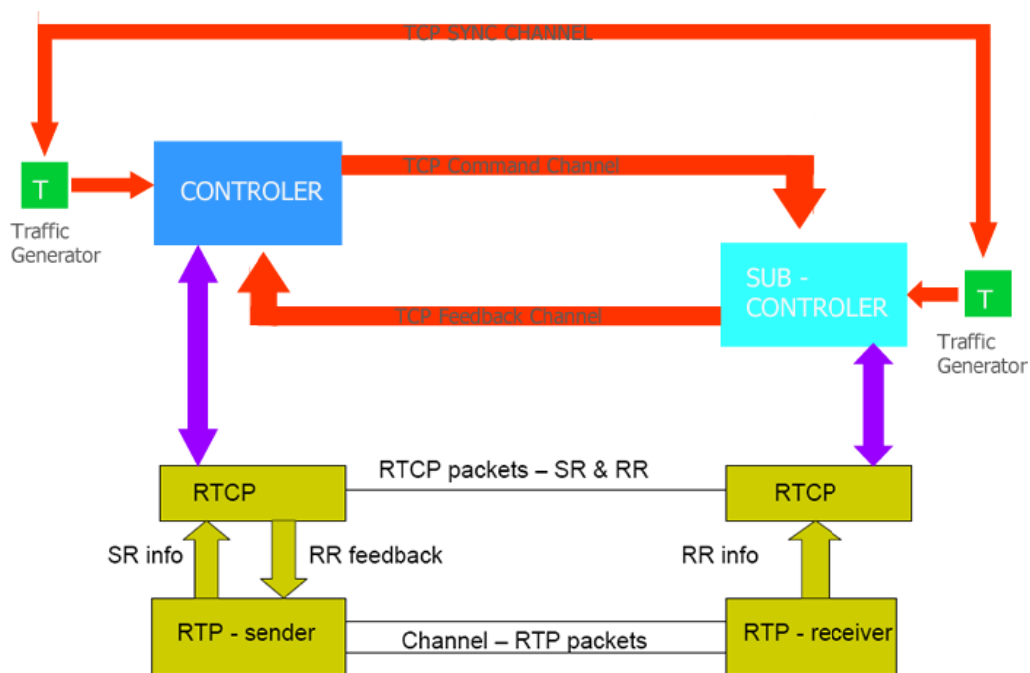 TCP SYNC CHANNEL
T
Traffic
Generator
CONTROLER
TCP Command Channel
SUB -
CONTROLER
T
Traffic
Generator
TCP Feedback Channel
RTCP
RTCP packets – SR & RR
RTCP
SR info
RR feedback
RR info
RTP - sender
Channel – RTP packets
RTP - receiver